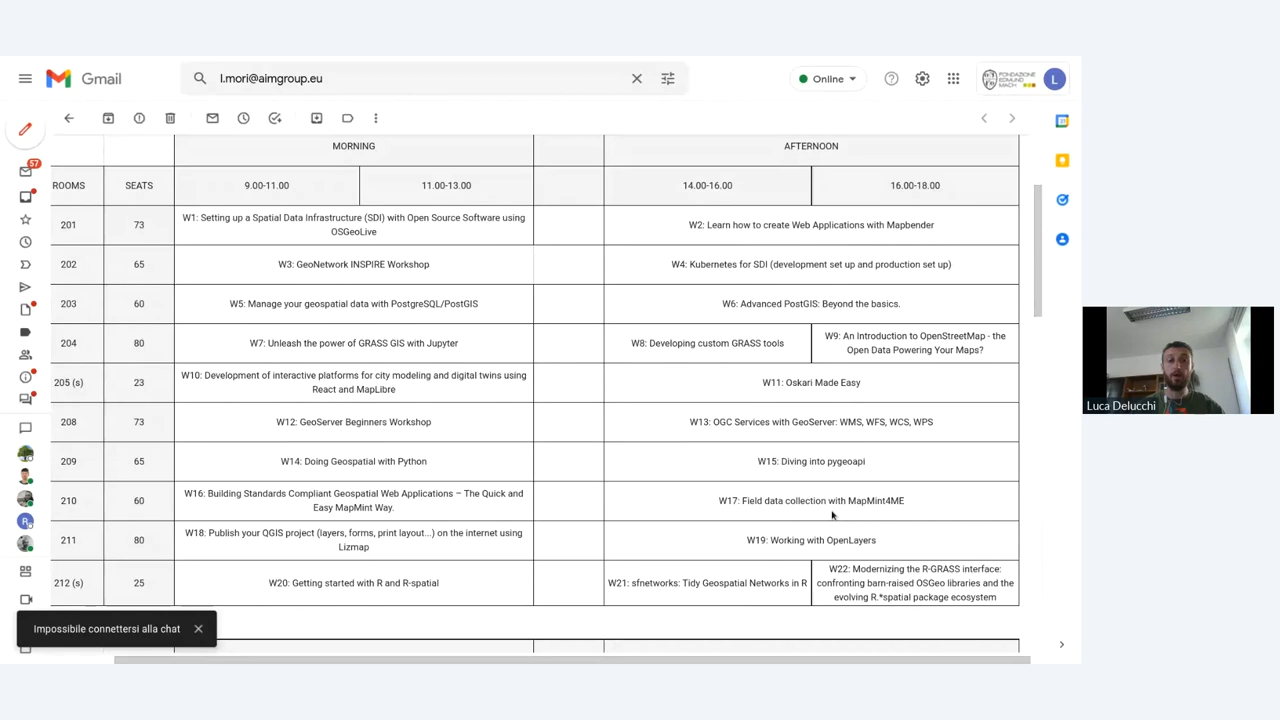 Gmail
l.mori@aimgroup.eu
Online
FONDAZIONE
EDMUND
MACH
L
57
MORNING
AFTERNOON
ROOMS
SEATS
9.00-11.00
11.00-13.00
14.00-16.00
16.00-18.00
201
73
W1: Setting up a Spatial Data Infrastructure (SDI) with Open Source Software using
OSGeoLive
W2: Learn how to create Web Applications with Mapbender
202
65
W3: GeoNetwork INSPIRE Workshop
W4: Kubernetes for SDI (development set up and production set up)
203
60
W5: Manage your geospatial data with PostgreSQL/PostGIS
W6: Advanced PostGIS: Beyond the basics.
204
80
W7: Unleash the power of GRASS GIS with Jupyter
W8: Developing custom GRASS tools
W9: An Introduction to OpenStreetMap - the
Open Data Powering Your Maps?
205 (s)
23
W10: Development of interactive platforms for city modeling and digital twins using
React and MapLibre
W11: Oskari Made Easy
208
73
W12: GeoServer Beginners Workshop
W13: OGC Services with GeoServer: WMS, WFS, WCS, WPS
209
65
W14: Doing Geospatial with Python
W15: Diving into pygeoapi
210
60
W16: Building Standards Compliant Geospatial Web Applications – The Quick and
Easy MapMint Way.
W17: Field data collection with MapMint4ME
211
80
W18: Publish your QGIS project (layers, forms, print layout...) on the internet using
Lizmap
W19: Working with OpenLayers
212 (s)
25
W20: Getting started with R and R-spatial
W21: sfnetworks: Tidy Geospatial Networks in R
W22: Modernizing the R-GRASS interface:
confronting barn-raised OSGeo libraries and the
evolving R.*spatial package ecosystem
R
Impossibile connettersi alla chat
Luca Delucchi